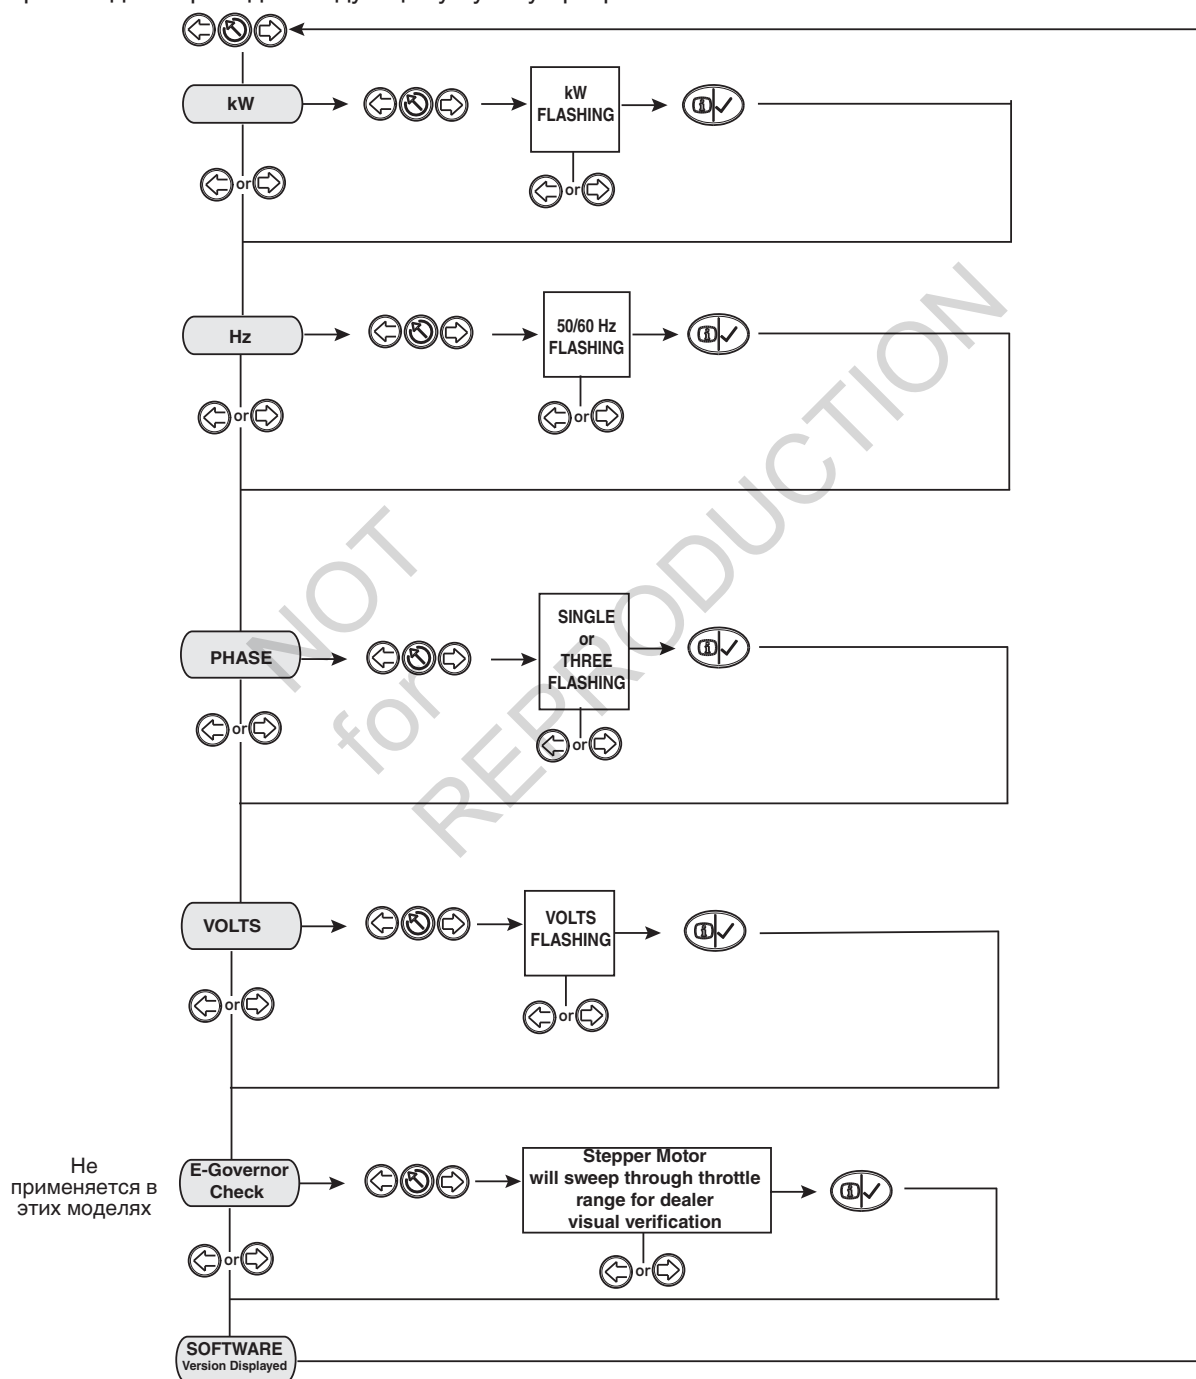 kW
kW
FLASHING
or
or
Hz
50/60 Hz
FLASHING
or
or
PHASE
SINGLE
or
THREE
FLASHING
or
or
VOLTS
VOLTS
FLASHING
or
or
Не
применяется в
этих моделях
E-Governor
Check
Stepper Motor
will sweep through throttle
range for dealer
visual verification
or
or
SOFTWARE
Version Displayed
NOT
for
REPRODUCTION